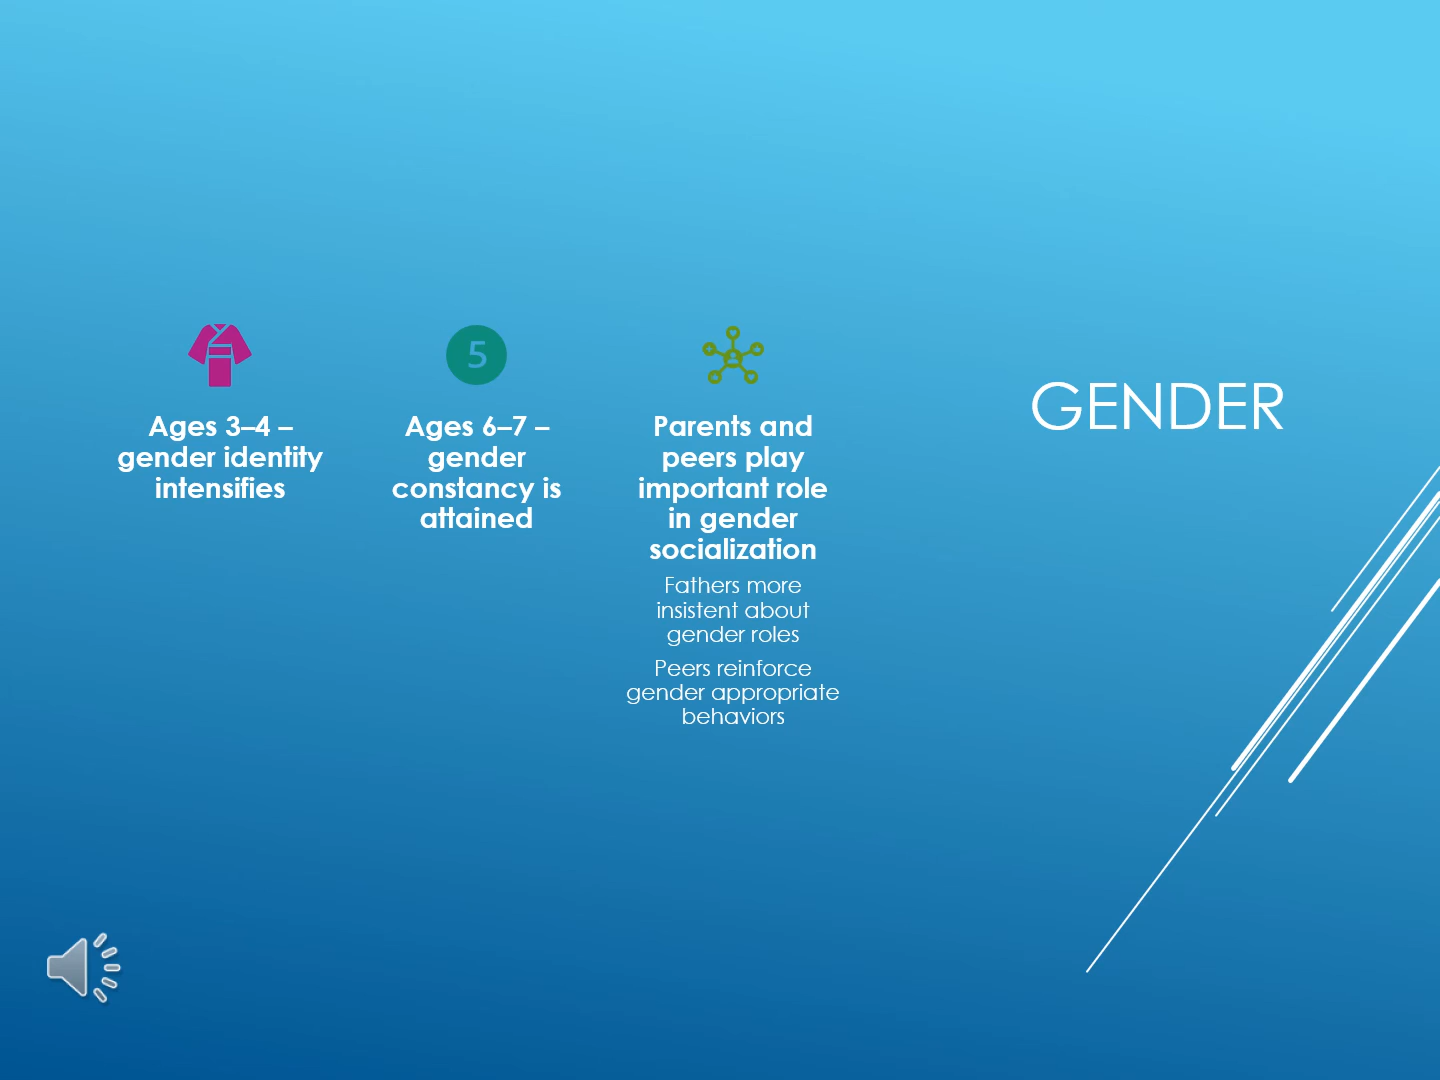 5
Ages 3–4 –
gender identity
intensifies
Ages 6–7 –
gender
constancy is
attained
Parents and
peers play
important role
in gender
socialization
Fathers more
insistent about
gender roles
Peers reinforce
gender appropriate
behaviors
GENDER